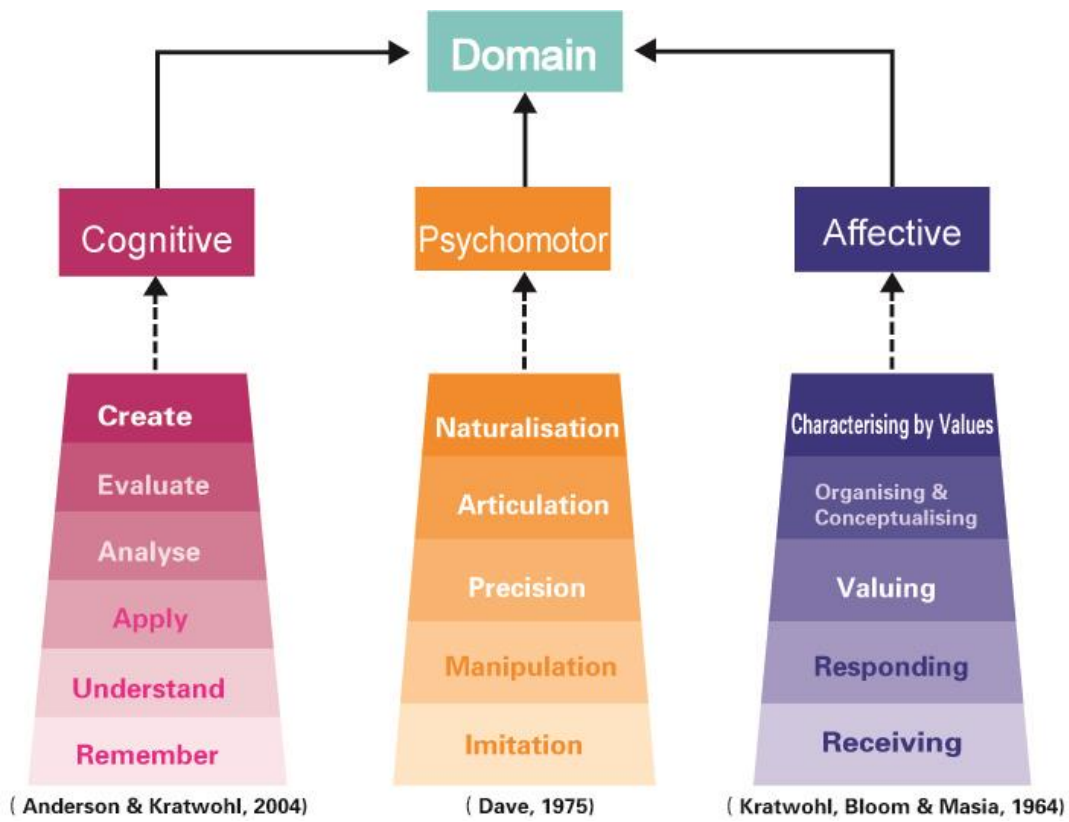 Domain
Cognitive
Psychomotor
Affective
Create
Evaluate
Analyse
Apply
Understand
Remember
( Anderson & Kratwohl, 2004)
Naturalisation
Articulation
Precision
Manipulation
Imitation
( Dave, 1975)
Characterising by Values
Organising &
Conceptualising
Valuing
Responding
Receiving
( Kratwohl, Bloom & Masia, 1964)